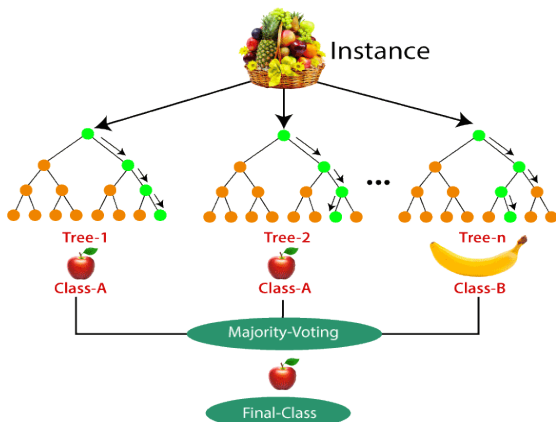 Instance
...
Tree-1
Tree-2
Tree-n
Class-A
Class-A
Class-B
Majority-Voting
Final-Class